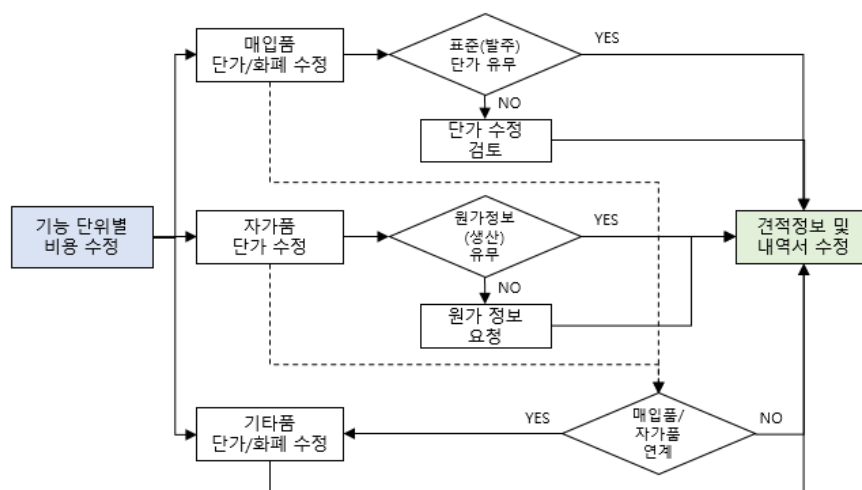 매입품
단가/화폐 수정
표준(발주)
단가 유무
YES
NO
단가 수정
검토
기능 단위별
비용 수정
자가품
단가 수정
원가정보
(생산)
유무
YES
견적정보 및
내역서 수정
NO
원가 정보
요청
기타품
단가/화폐 수정
YES
매입품/
자가품
연계
NO